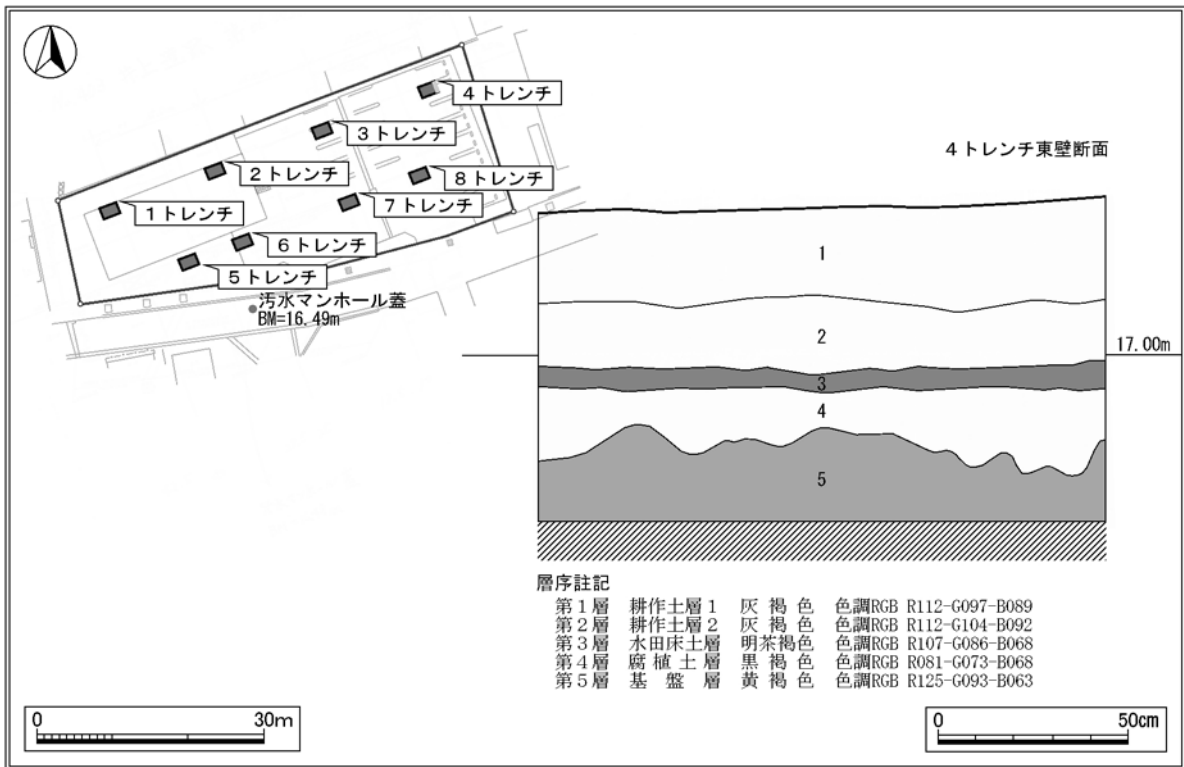 4トレンチ
3トレンチ
2トレンチ
8トレンチ
7トレンチ
1トレンチ
6トレンチ
5トレンチ
汚水マンホール蓋
BM=16.49m
4トレンチ東壁断面
1
2
17.00m
3
4
5
層序註記
第1層 耕作土層1 灰褐色 色調RGB R112-G097-B089
第2層 耕作土層2 灰褐色 色調RGB R112-G104-B092
第3層 水田床土層 明茶褐色 色調RGB R107-G086-B068
第4層 腐植土層 黒褐色 色調RGB R081-G073-B068
第5層 基盤層 黄褐色 色調RGB R125-G093-B063
0 30m
0 50cm